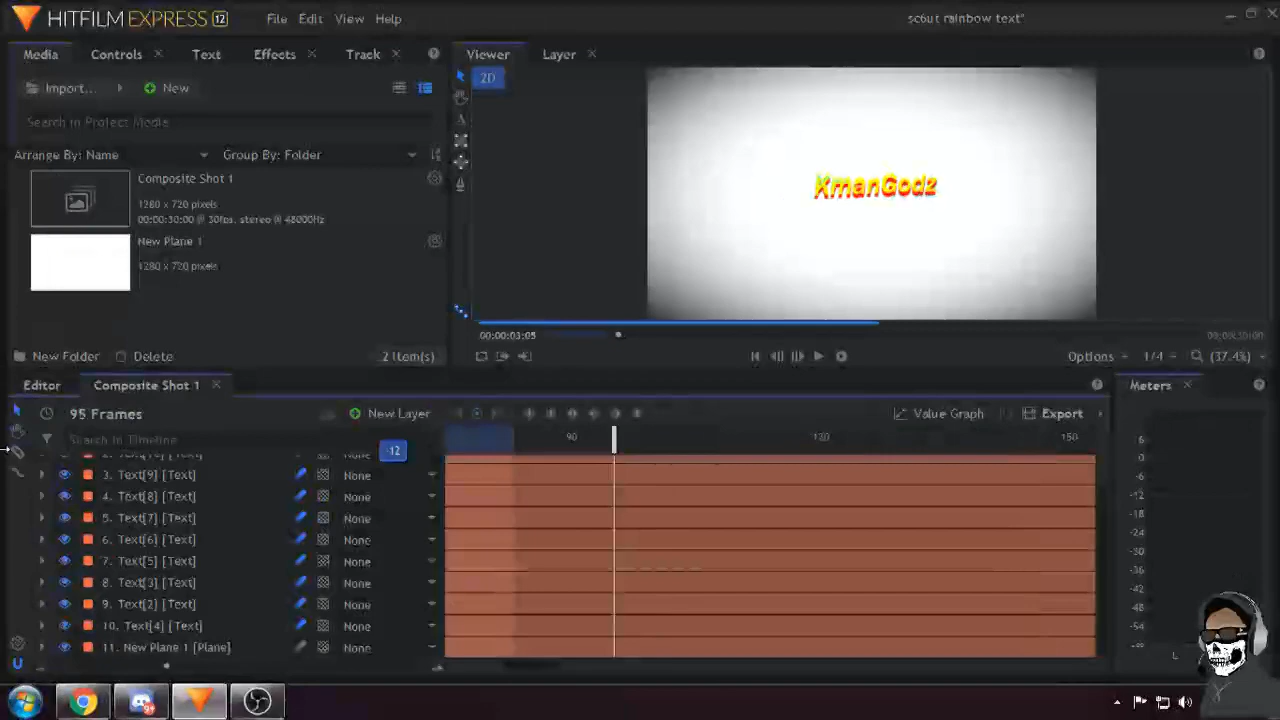 HITFILM EXPRESS 12 File Edit View Help sc6ut rainbow text*
Media Controls Text Effects Track Viewer Layer
Import... New 2D
Search in Project Media
Arrange By: Name Group By: Folder
Composite Shot 1
1280 x 720 pixels
00:00:30:00 @ 30fps, stereo @ 48000Hz
New Plane 1
1280 x 720 pixels
XmanGodz
00:00:03:05 00:00:30:00
New Folder Delete 2 Item(s) Options 1/4 (37.4%)
Editor Composite Shot 1 Meters
95 Frames New Layer Value Graph Export
Search in Timeline -12 90 120 150
3. Text[9] [Text] None
4. Text[8] [Text] None
5. Text[7] [Text] None
6. Text[6] [Text] None
7. Text[5] [Text] None
8. Text[3] [Text] None
9. Text[2] [Text] None
10. Text[4] [Text] None
11. New Plane 1 [Plane] None
6
0
-6
-12
-18
-24
-30
-36
-42
-48
-54